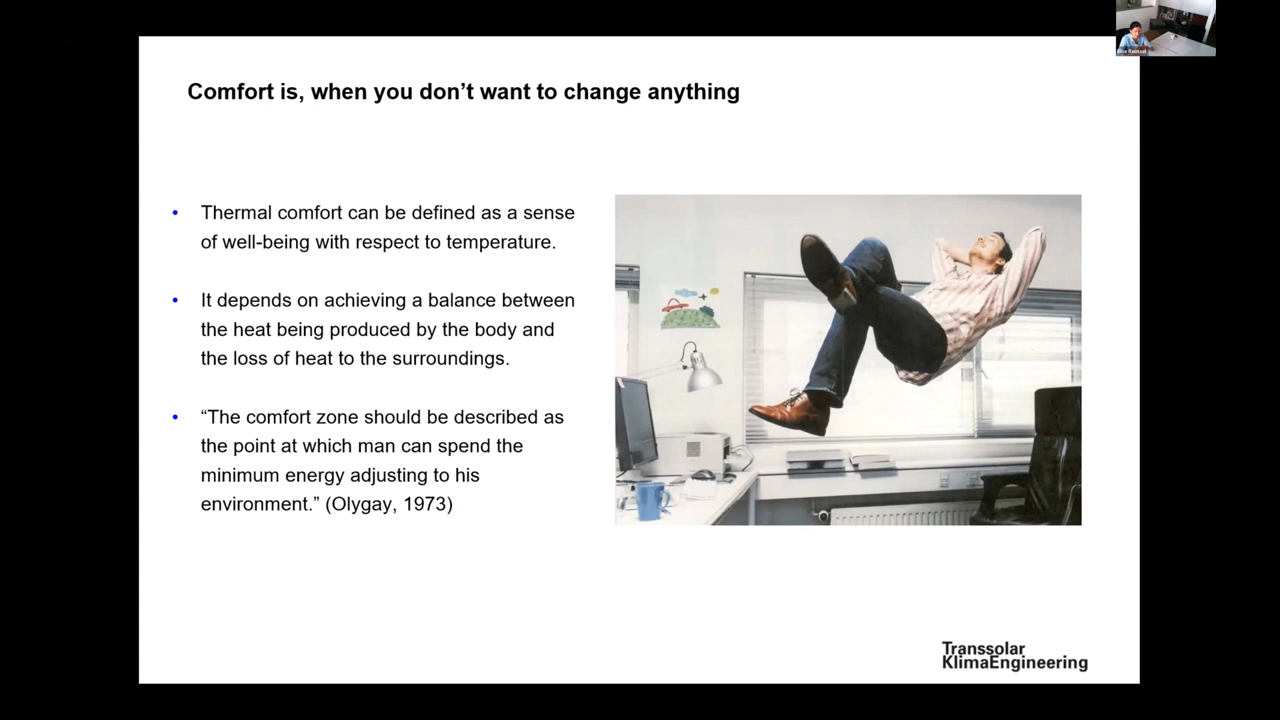 Comfort is, when you don’t want to change anything
• Thermal comfort can be defined as a sense
of well-being with respect to temperature.
• It depends on achieving a balance between
the heat being produced by the body and
the loss of heat to the surroundings.
• “The comfort zone should be described as
the point at which man can spend the
minimum energy adjusting to his
environment.” (Olygay, 1973)
Transsolar
KlimaEngineering